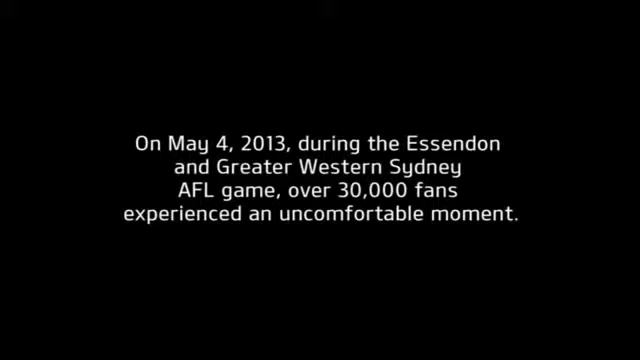 On May 4, 2013, during the Essendon
and Greater Western Sydney
AFL game, over 30,000 fans
experienced an uncomfortable moment.